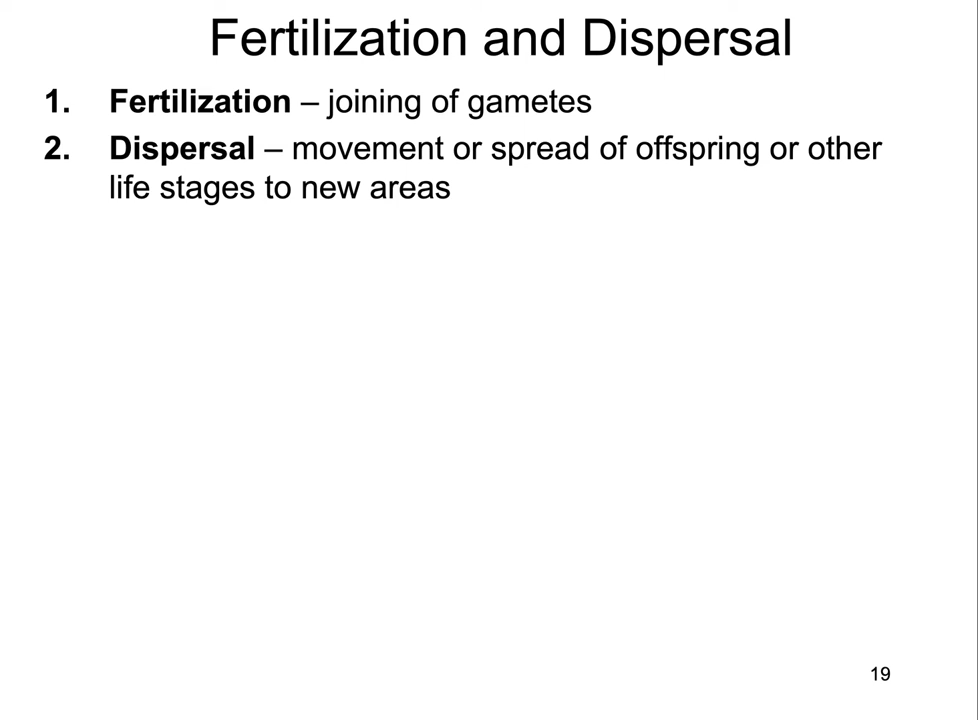 Fertilization and Dispersal
1. Fertilization – joining of gametes
2. Dispersal – movement or spread of offspring or other
life stages to new areas
19